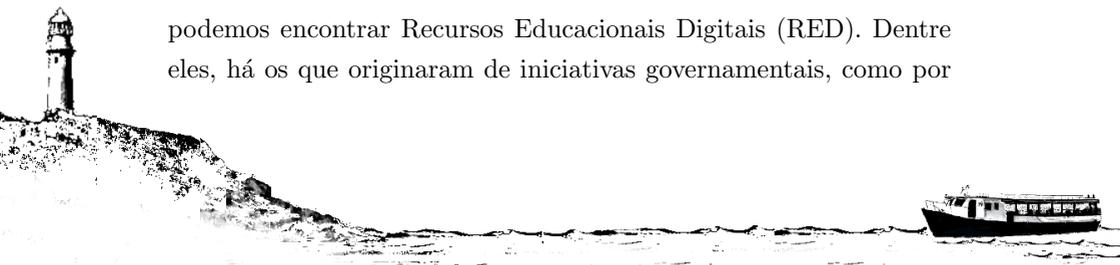 podemos encontrar Recursos Educacionais Digitais (RED). Dentre
eles, há os que originaram de iniciativas governamentais, como por